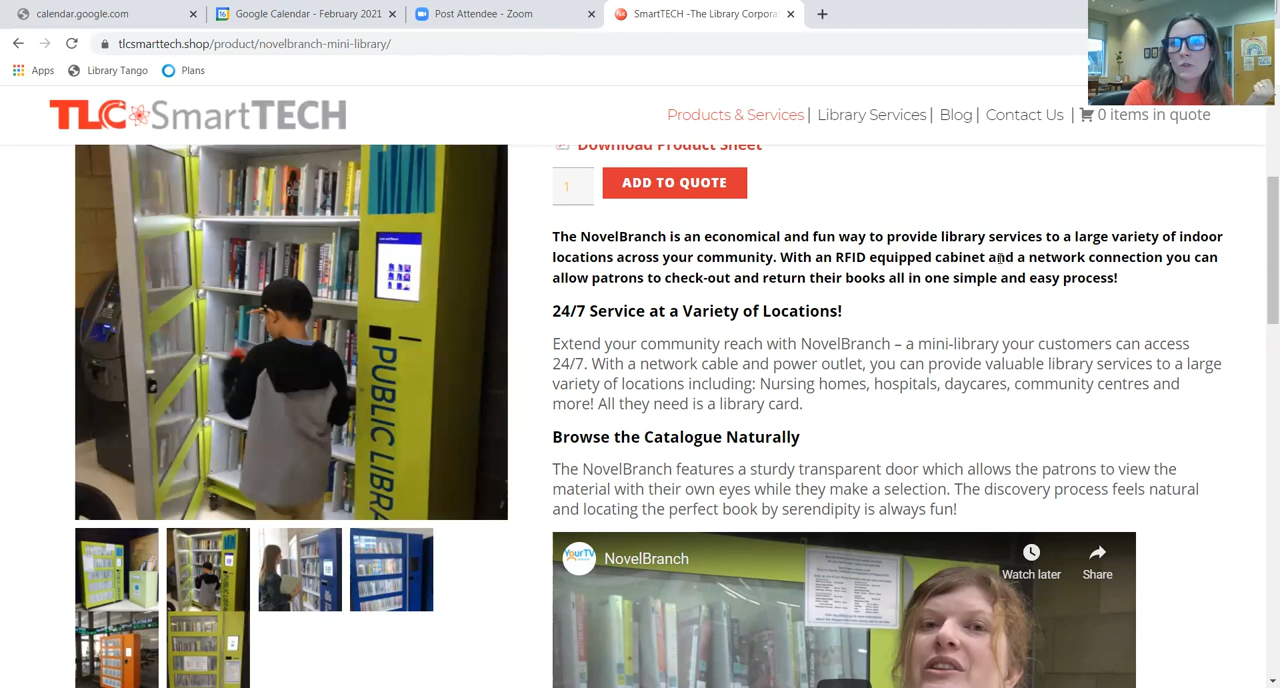 calendar.google.com
Google Calendar - February 2021
Post Attendee - Zoom
SmartTECH -The Library Corporat
tlcsmarttech.shop/product/novelbranch-mini-library/
Apps
Library Tango
Plans
TLC SmartTECH
Products & Services |
Library Services |
Blog |
Contact Us |
0 items in quote
Download Product Sheet
1
ADD TO QUOTE
The NovelBranch is an economical and fun way to provide library services to a large variety of indoor
locations across your community. With an RFID equipped cabinet and a network connection you can
allow patrons to check-out and return their books all in one simple and easy process!
24/7 Service at a Variety of Locations!
Extend your community reach with NovelBranch – a mini-library your customers can access
24/7. With a network cable and power outlet, you can provide valuable library services to a large
variety of locations including: Nursing homes, hospitals, daycares, community centres and
more! All they need is a library card.
Browse the Catalogue Naturally
The NovelBranch features a sturdy transparent door which allows the patrons to view the
material with their own eyes while they make a selection. The discovery process feels natural
and locating the perfect book by serendipity is always fun!
PUBLIC LIBRA
YourTV
NovelBranch
Watch later
Share